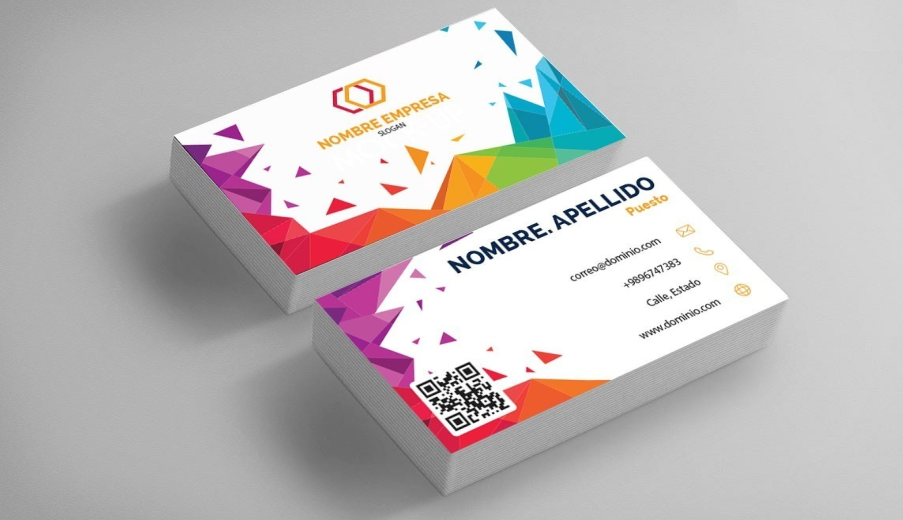 NOMBRE EMPRESA
SLOGAN
NOMBRE. APELLIDO
Puesto
correo@dominio.com
+9896747383
Calle, Estado
www.dominio.com